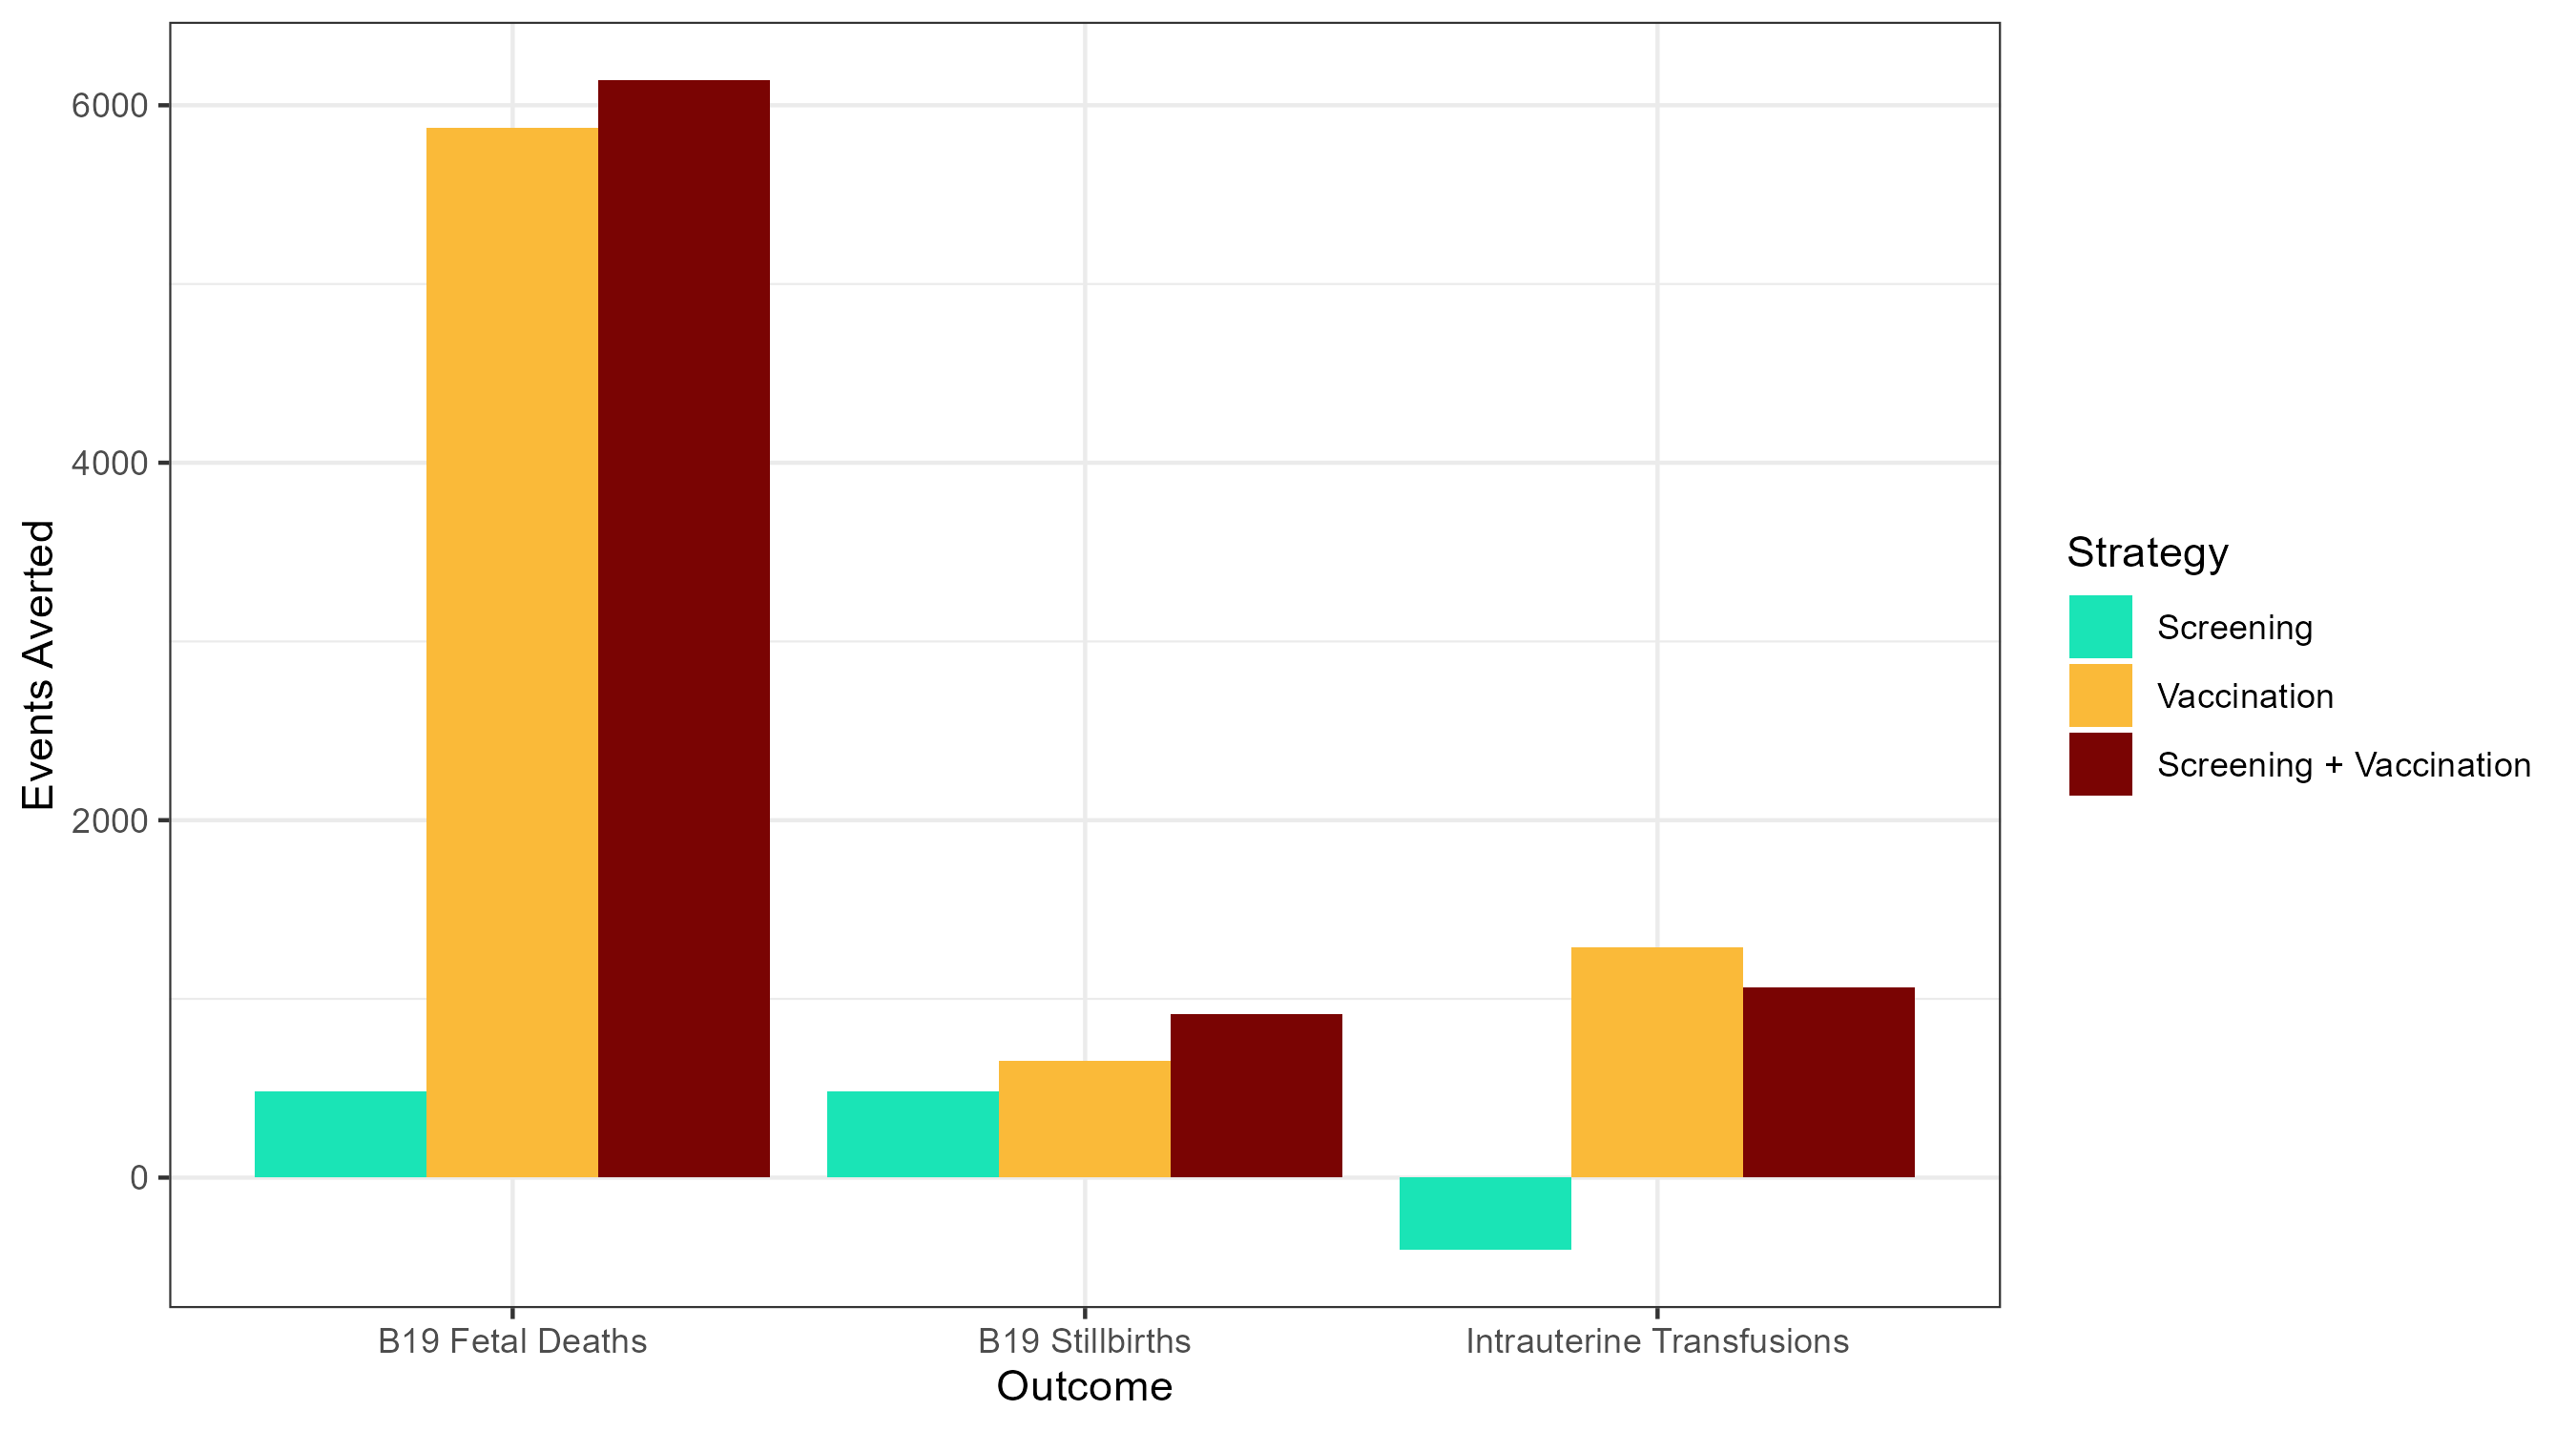 Events Averted
6000
4000
2000
0
B19 Fetal Deaths
B19 Stillbirths
Intrauterine Transfusions
Outcome
Strategy
Screening
Vaccination
Screening + Vaccination